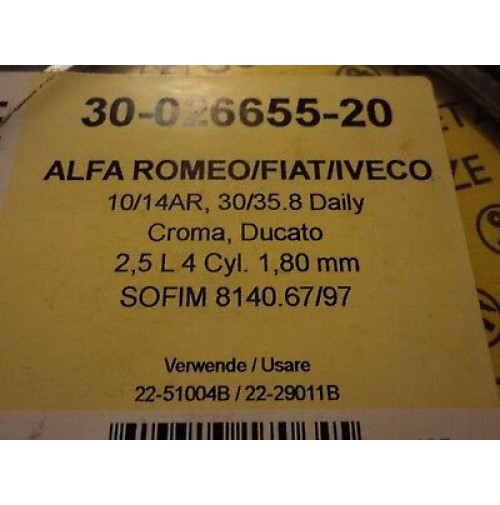 30-026655-20
ALFA ROMEO/FIAT/IVECO
10/14AR, 30/35.8 Daily
Croma, Ducato
2,5 L 4 Cyl. 1,80 mm
SOFIM 8140.67/97
Verwende / Usare
22-51004B / 22-29011B